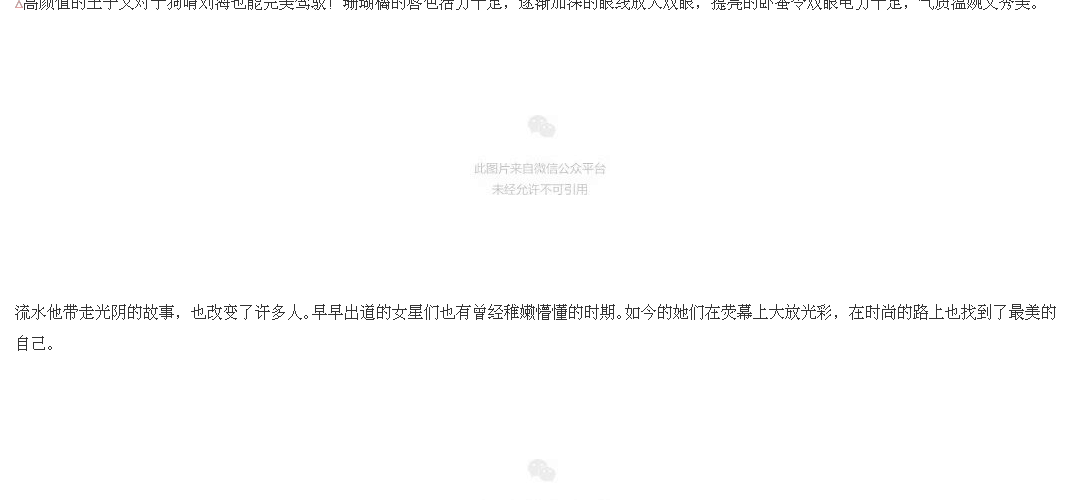 △高颜值的王子文对于狗啃刘海也能完美驾驭！珊瑚橘的唇色活力十足，逐渐加深的眼线放大双眼，提亮的卧蚕令双眼电力十足，气质温婉又秀美。
此图片来自微信公众平台
未经允许不可引用
流水他带走光阴的故事，也改变了许多人。早早出道的女星们也有曾经稚嫩懵懂的时期。如今的她们在荧幕上大放光彩，在时尚的路上也找到了最美的
自己。